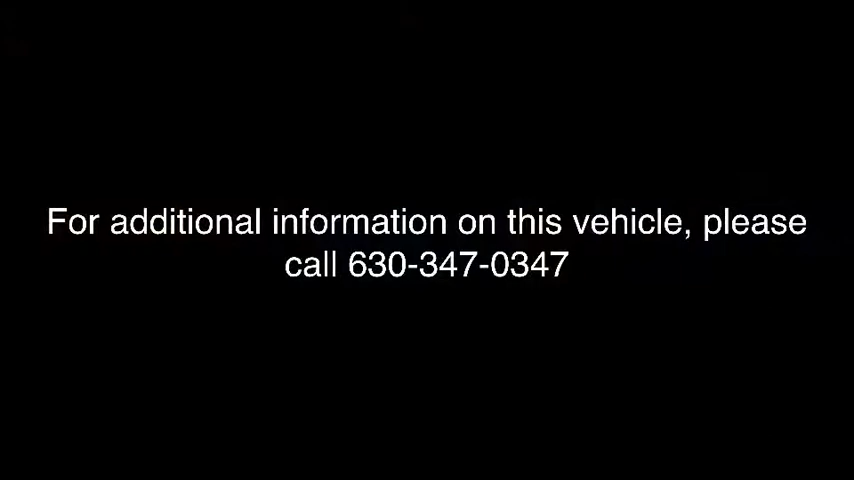 For additional information on this vehicle, please
call 630-347-0347